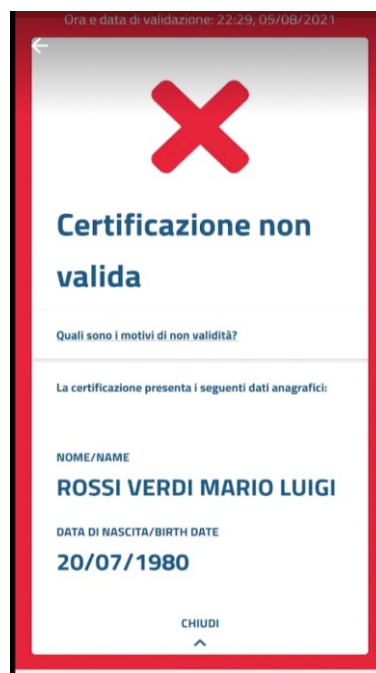 Ora e data di validazione: 22:29, 05/08/2021
Certificazione non
valida
Quali sono i motivi di non validità?
La certificazione presenta i seguenti dati anagrafici:
NOME/NAME
ROSSI VERDI MARIO LUIGI
DATA DI NASCITA/BIRTH DATE
20/07/1980
CHIUDI